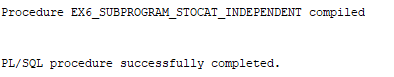 Procedure EX6_SUBPROGRAM_STOCAT_INDEPENDENT compiled
PL/SQL procedure successfully completed.